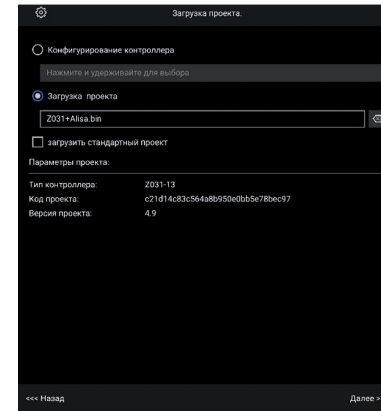 Загрузка проекта.
Конфигурирование контроллера
Нажмите и удерживайте для выбора
Загрузка проекта
Z031+Alisa.bin
загрузить стандартный проект
Параметры проекта:
Тип контроллера: Z031-13
Код проекта: c21d14c83c564a8b950e0bb5e78bec97
Версия проекта: 4.9
<<< Назад Далее >